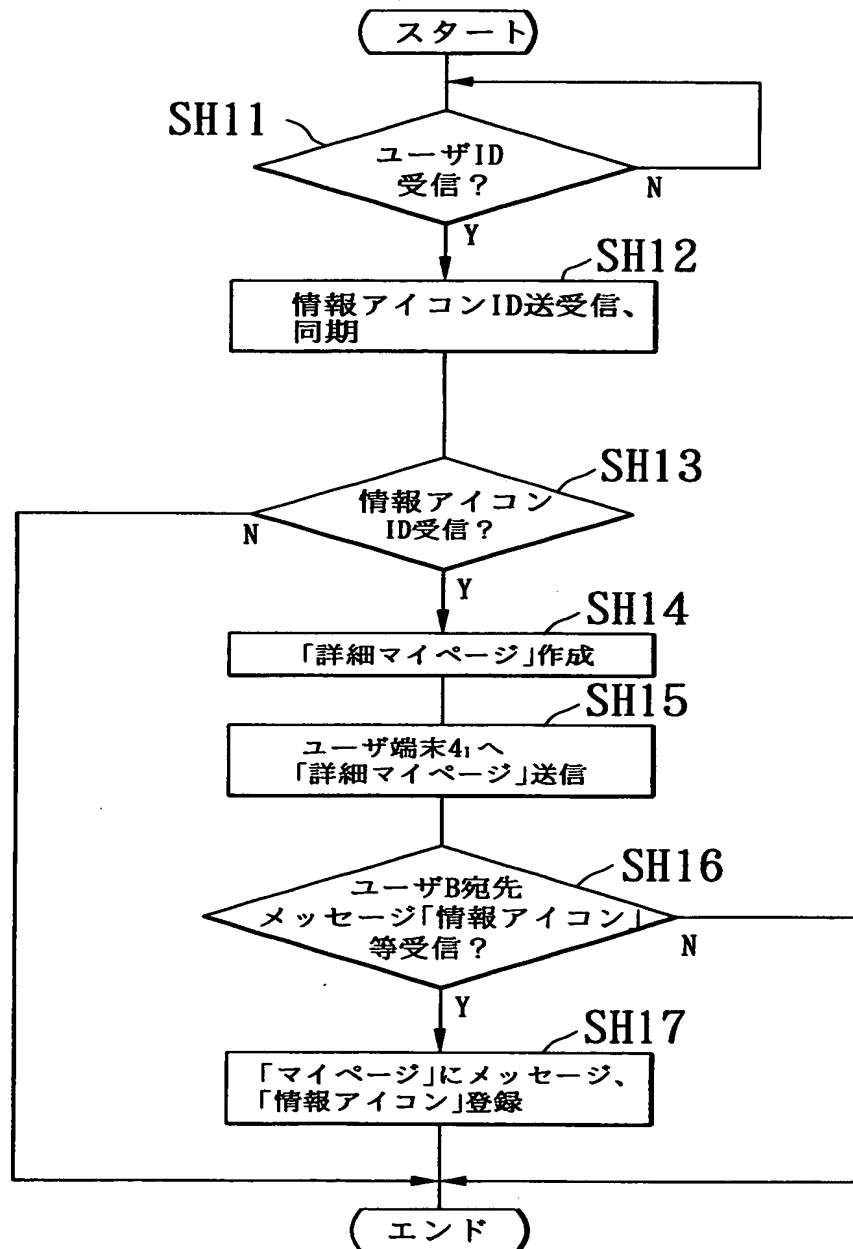 スタート
SH11
ユーザID
受信？
N
Y
SH12
情報アイコンID送受信、
同期
SH13
情報アイコン
ID受信？
N
Y
SH14
「詳細マイページ」作成
SH15
ユーザ端末4₁へ
「詳細マイページ」送信
SH16
ユーザB宛先
メッセージ「情報アイコン」
等受信？
N
Y
SH17
「マイページ」にメッセージ、
「情報アイコン」登録
エンド